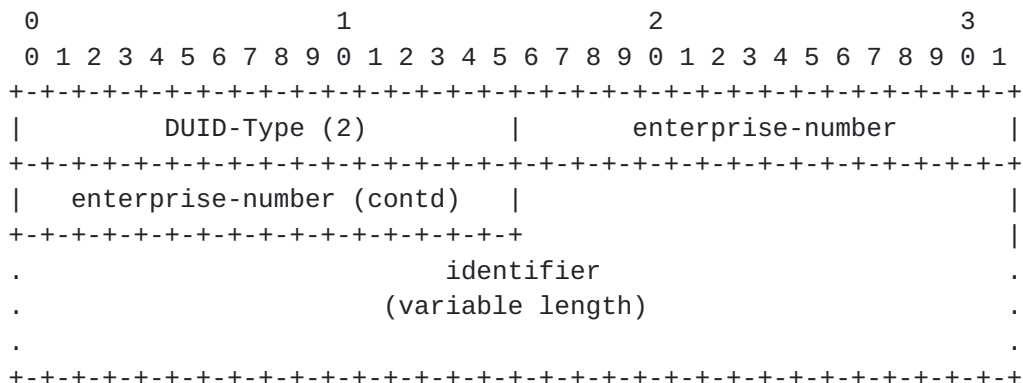 0                   1                   2                   3
 0 1 2 3 4 5 6 7 8 9 0 1 2 3 4 5 6 7 8 9 0 1 2 3 4 5 6 7 8 9 0 1
+-+-+-+-+-+-+-+-+-+-+-+-+-+-+-+-+-+-+-+-+-+-+-+-+-+-+-+-+-+-+-+-+
|         DUID-Type (2)         |       enterprise-number       |
+-+-+-+-+-+-+-+-+-+-+-+-+-+-+-+-+-+-+-+-+-+-+-+-+-+-+-+-+-+-+-+-+
|   enterprise-number (contd)   |                               |
+-+-+-+-+-+-+-+-+-+-+-+-+-+-+-+-+                               |
.                           identifier                          .
.                       (variable length)                       .
.                                                               .
+-+-+-+-+-+-+-+-+-+-+-+-+-+-+-+-+-+-+-+-+-+-+-+-+-+-+-+-+-+-+-+-+